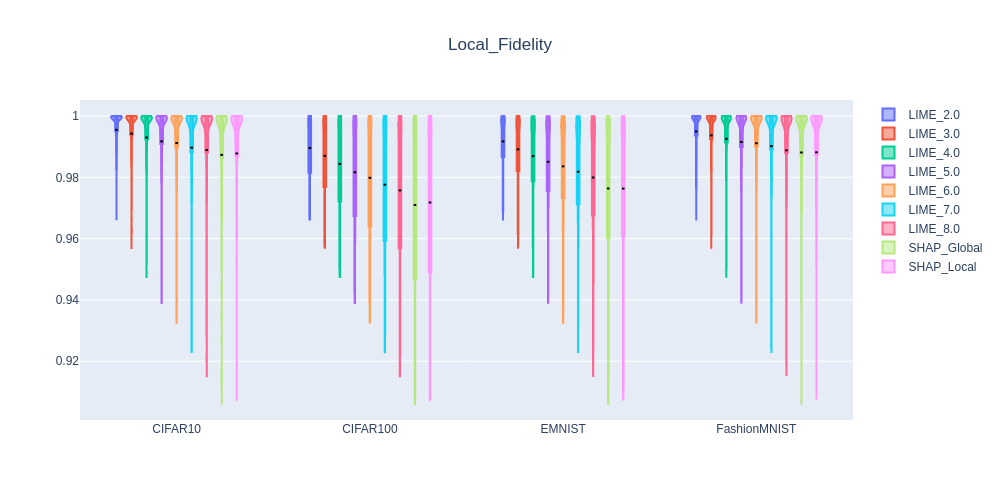 Local_Fidelity
1
0.98
0.96
0.94
0.92
CIFAR10
CIFAR100
EMNIST
FashionMNIST
LIME_2.0
LIME_3.0
LIME_4.0
LIME_5.0
LIME_6.0
LIME_7.0
LIME_8.0
SHAP_Global
SHAP_Local